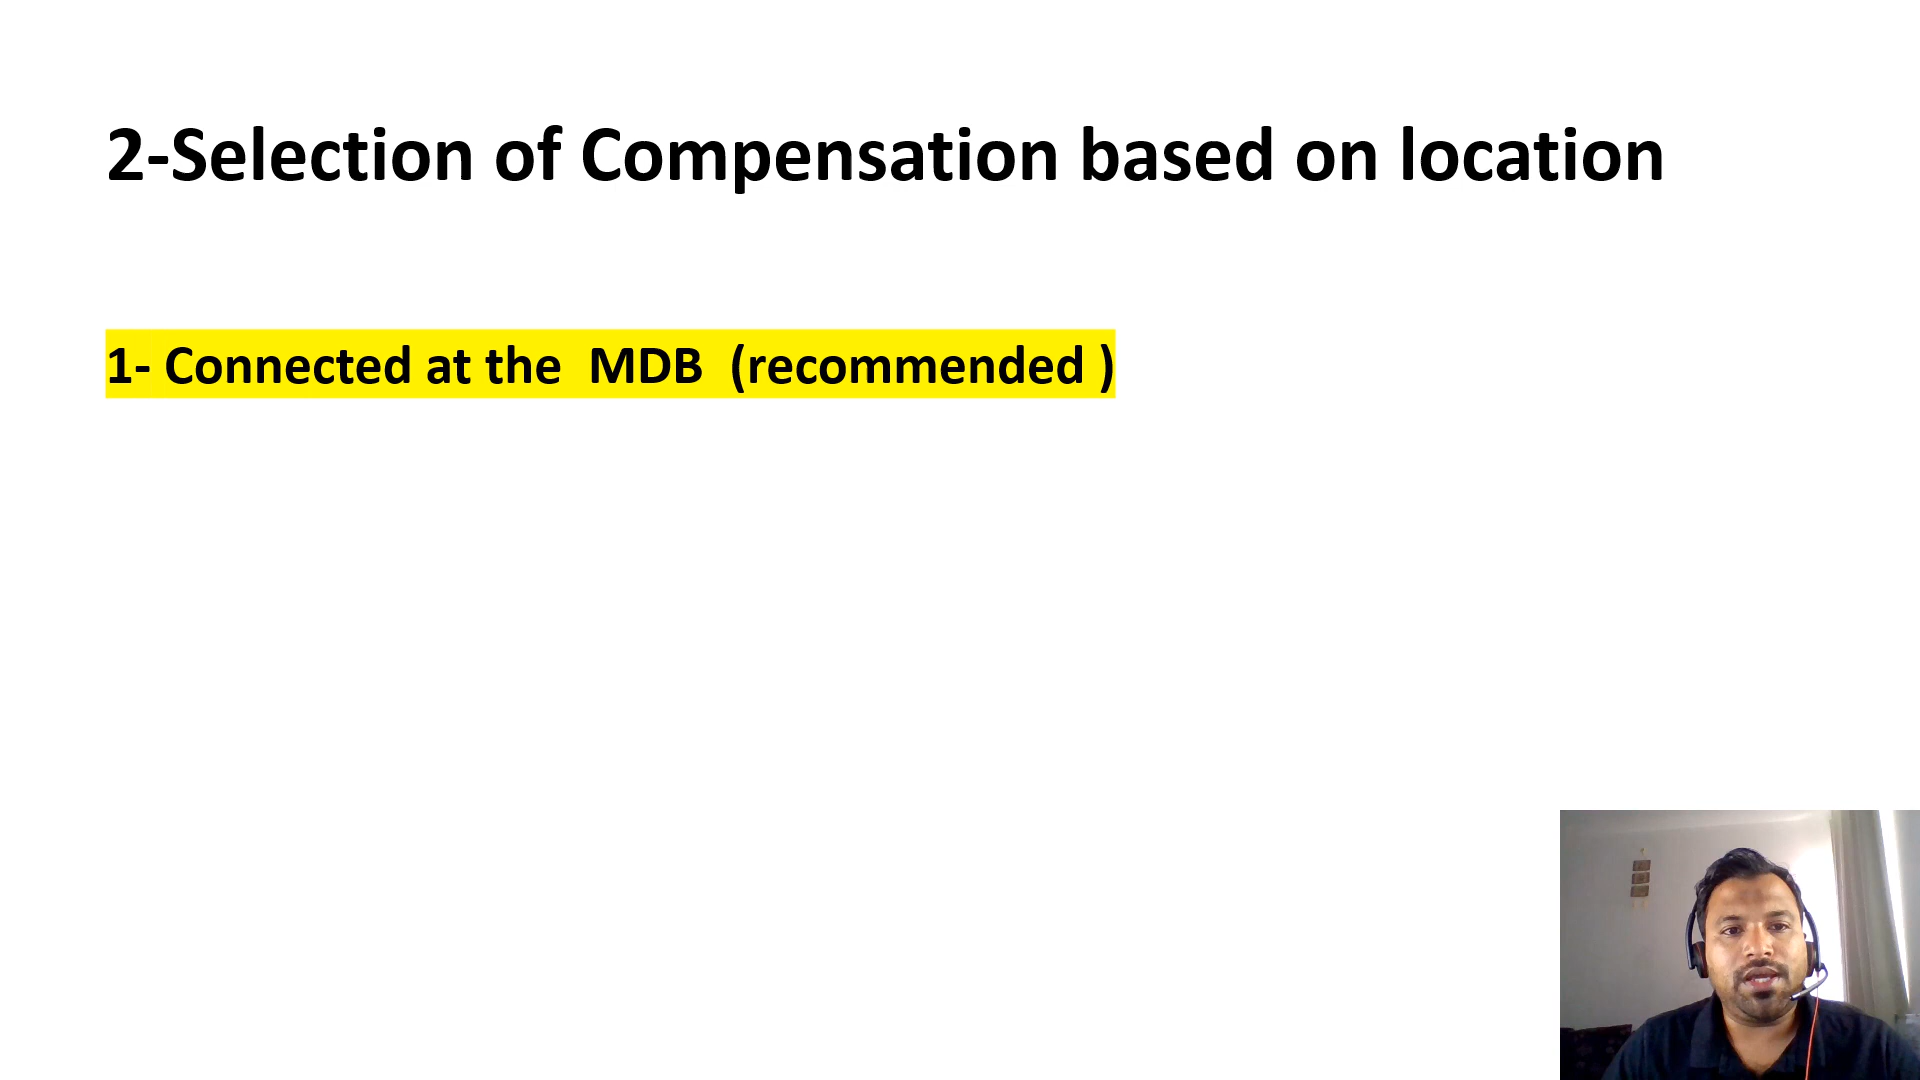 2-Selection of Compensation based on location
1- Connected at the  MDB  (recommended )